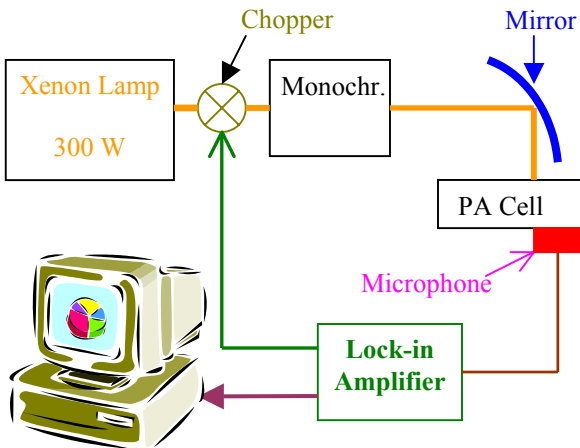 Chopper
Mirror
Xenon Lamp
300 W
Monochr.
PA Cell
Microphone
Lock-in
Amplifier